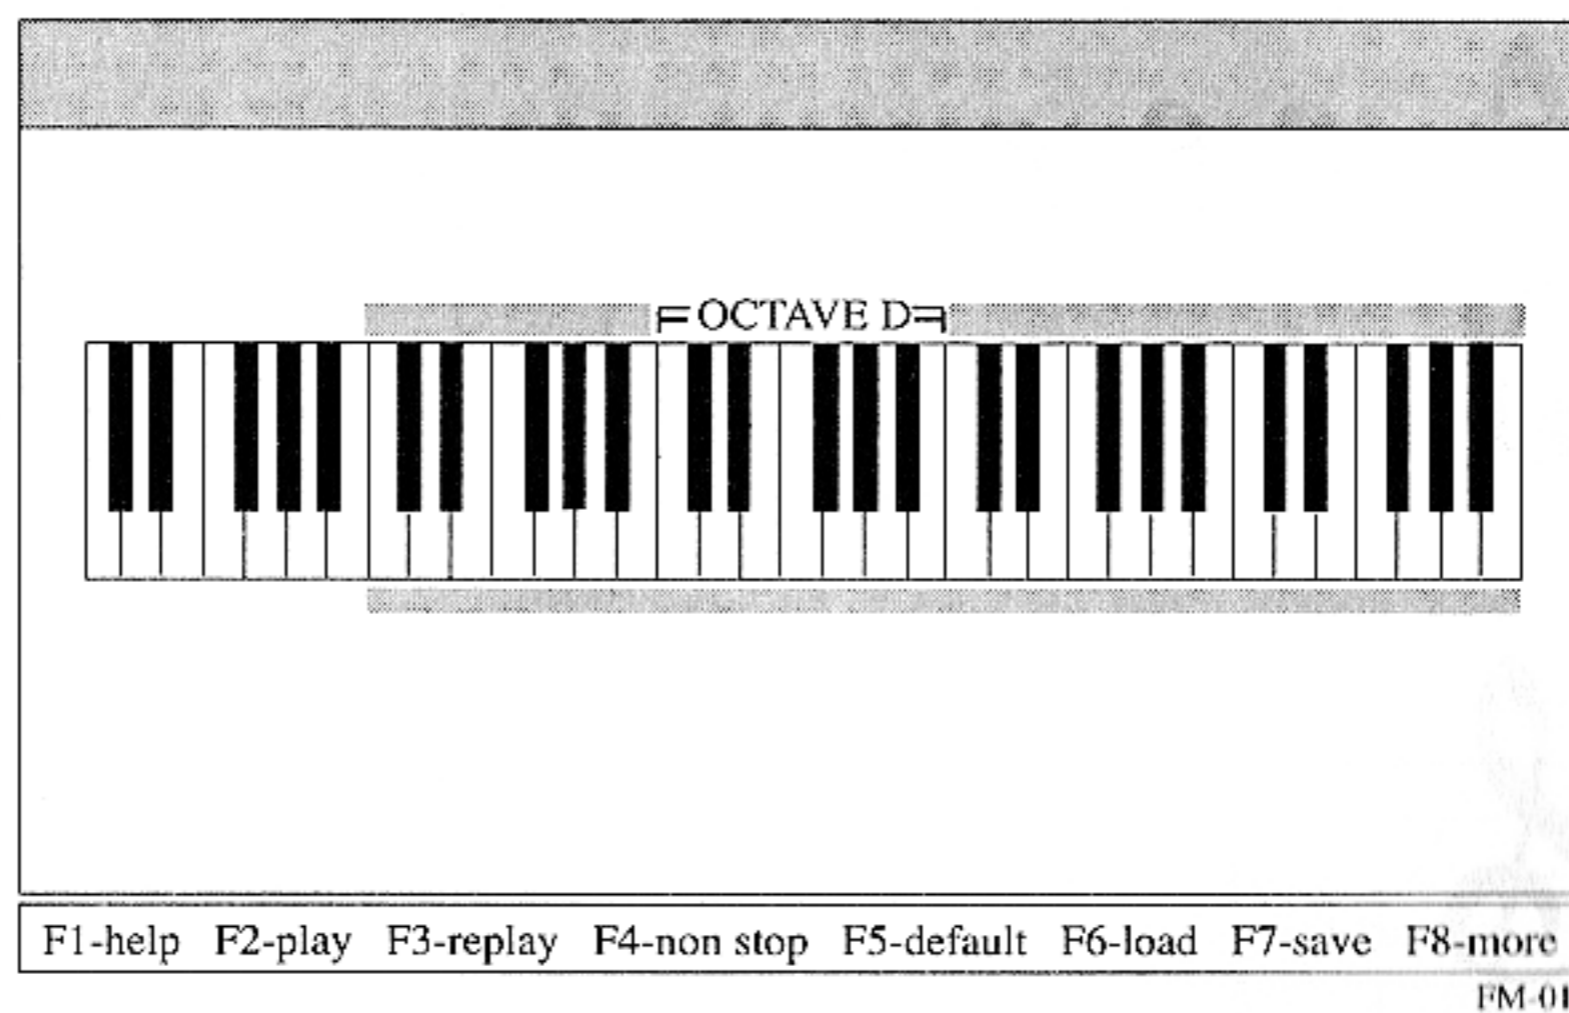 OCTAVE D
F1-help F2-play F3-replay F4-non stop F5-default F6-load F7-save F8-more
FM-01